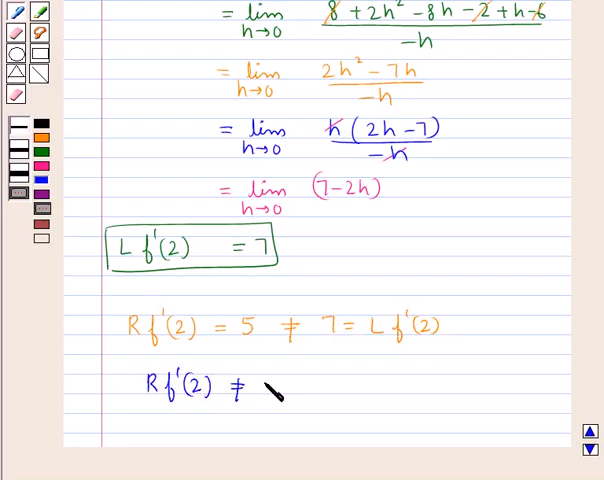 = lim h→0 (8 + 2h² - 8h - 2 + h - 6)/-h
= lim h→0 (2h² - 7h)/-h
= lim h→0 h(2h - 7)/-h
= lim h→0 (7-2h)
L f'(2) = 7
R f'(2) = 5 ≠ 7 = L f'(2)
R f'(2) ≠